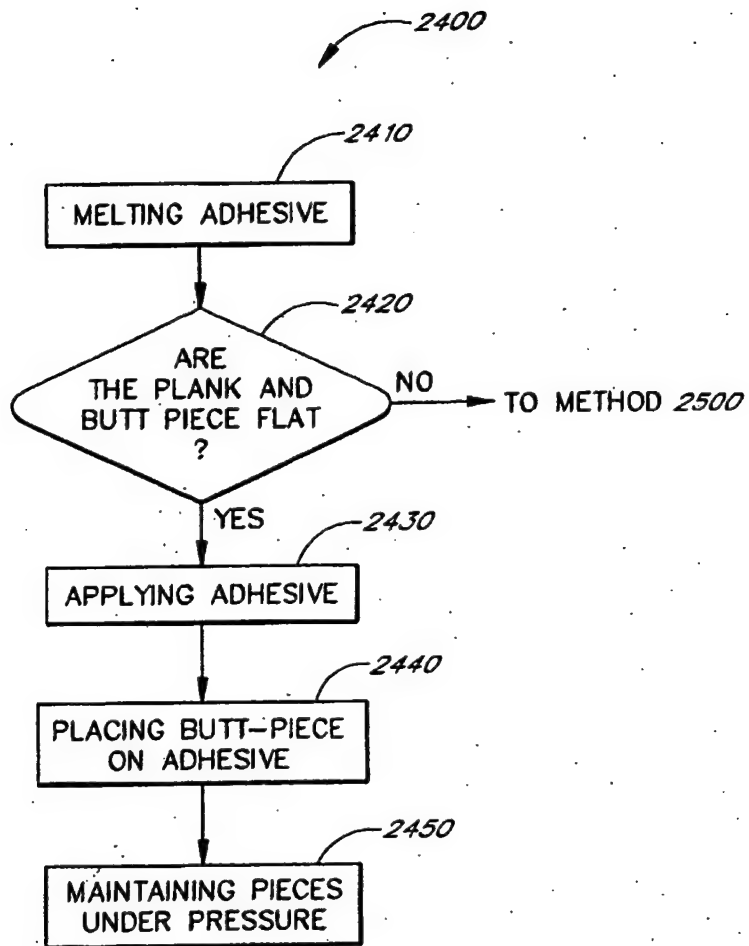 2400
2410
MELTING ADHESIVE
2420
ARE
THE PLANK AND
BUTT PIECE FLAT
?
NO
TO METHOD 2500
YES
2430
APPLYING ADHESIVE
2440
PLACING BUTT-PIECE
ON ADHESIVE
2450
MAINTAINING PIECES
UNDER PRESSURE